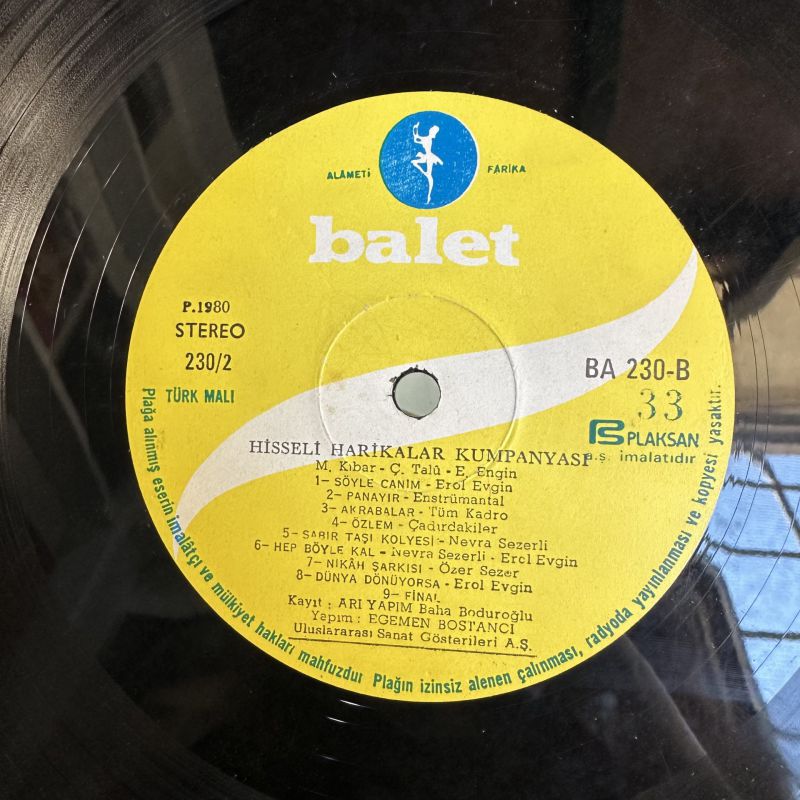 ALÂMETİ FARİKA
balet
P.1980
STEREO
230/2
TÜRK MALI
BA 230-B
33
PLAKSAN
a.ş. imalatıdır
HİSSELİ HARİKALAR KUMPANYASI
M. Kıbar - Ç. Talû - E. Engin
1- SÖYLE CANIM - Erol Evgin
2- PANAYIR - Enstrümantal
3- AKRABALAR - Tüm Kadro
4- ÖZLEM - Çadırdakiler
5- SABIR TAŞI KOLYESİ - Nevra Sezerli
6- HEP BÖYLE KAL - Nevra Sezerli - Erol Evgin
7- NİKÂH ŞARKISI - Özer Sezer
8- DÜNYA DÖNÜYORSA - Erol Evgin
9- FİNAL
Kayıt : ARI YAPIM Baha Boduroğlu
Yapım : EGEMEN BOSTANCI
Uluslararası Sanat Gösterileri A.Ş.
Plağa alınmış eserin imalâtçı ve mülkiyet hakları mahfuzdur Plağın izinsiz alenen çalınması, radyoda yayınlanması ve kopyesi yasaktır.